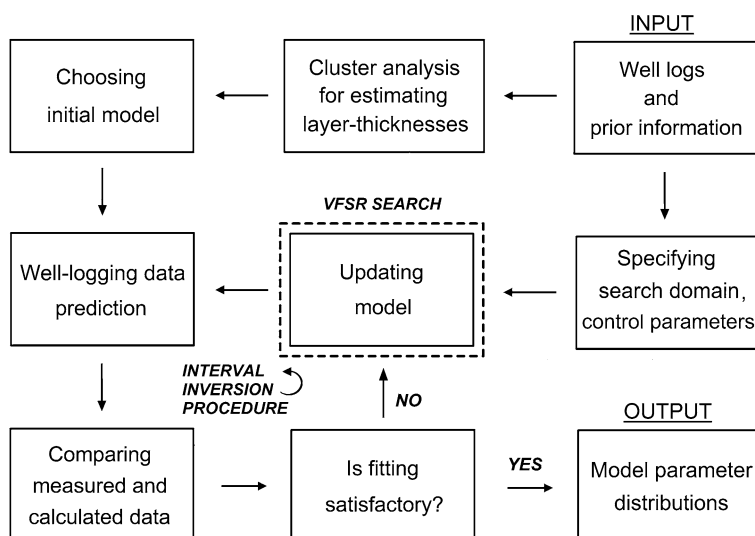 INPUT
Choosing
initial model
Cluster analysis
for estimating
layer-thicknesses
Well logs
and
prior information
VFSR SEARCH
Well-logging data
prediction
Updating
model
Specifying
search domain,
control parameters
INTERVAL
INVERSION
PROCEDURE
NO
OUTPUT
Comparing
measured and
calculated data
Is fitting
satisfactory?
YES
Model parameter
distributions